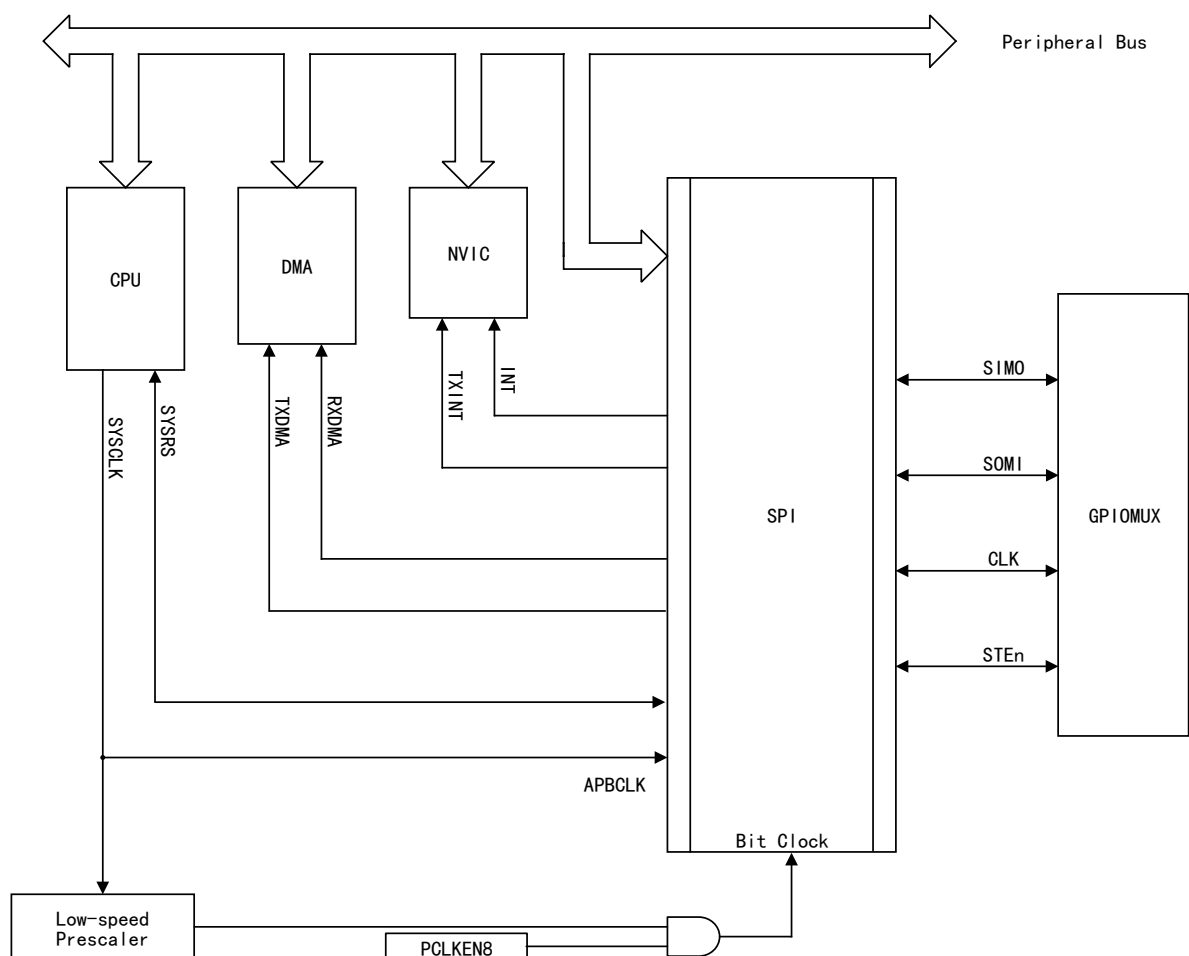 Peripheral Bus
CPU
DMA
NVIC
SYSCLK
SYSRS
TXDMA
RXDMA
TXINT
INT
SPI
SIMO
SOMI
CLK
STEn
GPIOMUX
APBCLK
Bit Clock
Low-speed
Prescaler
PCLKEN8